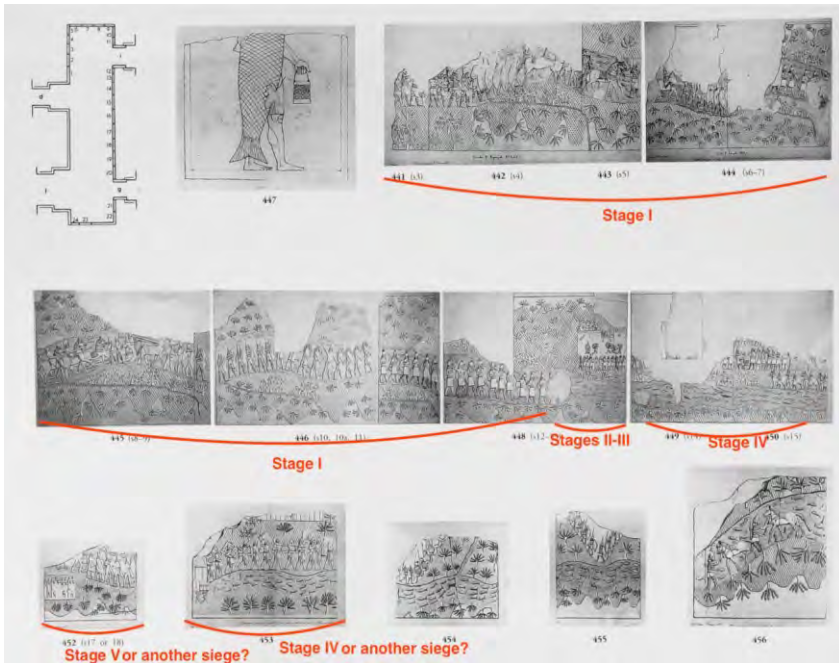 447
441 (s3)
442 (s4)
443 (s5)
444 (s6-7)
Stage I
445 (s8-9)
446 (s10, 10a, 11)
448 (s12-
449
450 (s15)
Stage I
Stages II-III
Stage IV
452 (s17 or 18)
453
454
455
456
Stage V or another siege?
Stage IV or another siege?